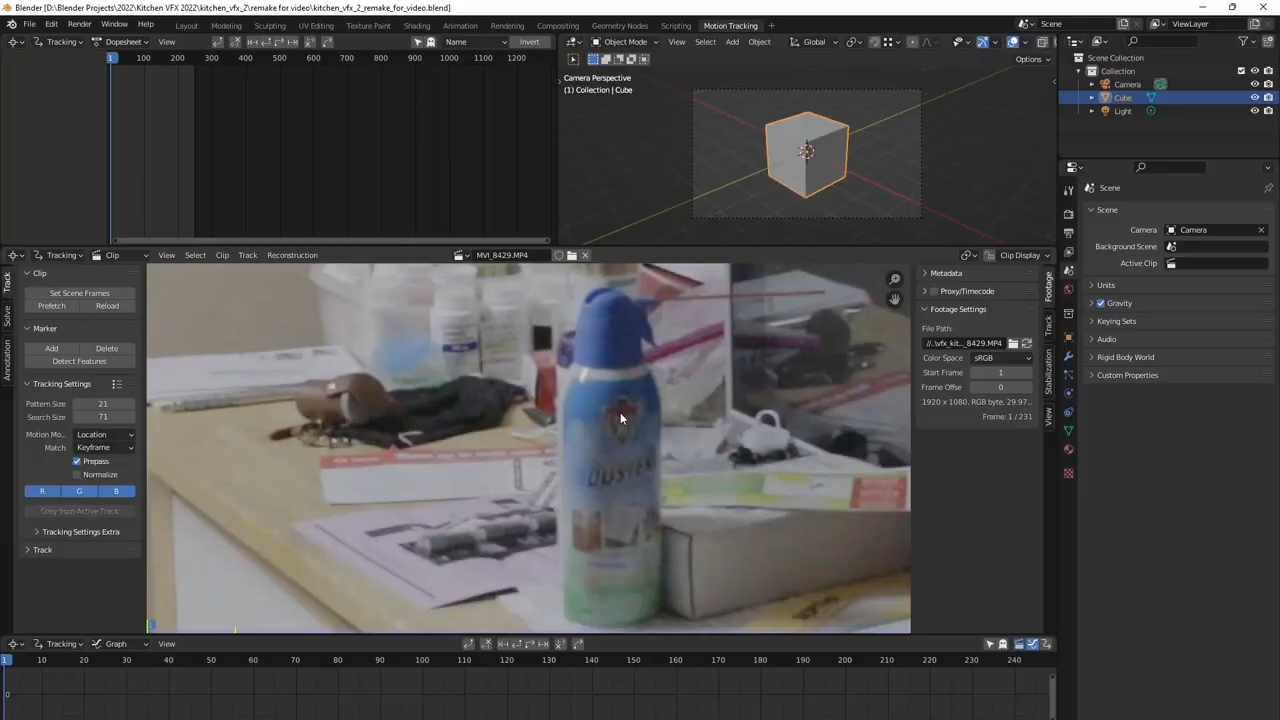 Blender [D:\Blender Projects\2022\Kitchen VFX 2022\kitchen_vfx_2\remake for video\kitchen_vfx_2_remake_for_video.blend]
File Edit Render Window Help Layout Modeling Sculpting UV Editing Texture Paint Shading Animation Rendering Compositing Geometry Nodes Scripting Motion Tracking Scene ViewLayer
Tracking Dopesheet View Name Invert
Object Mode View Select Add Object Global
Options
1 100 200 300 400 500 600 700 800 900 1000 1100 1200
Camera Perspective
(1) Collection | Cube
Scene Collection
Collection
Camera
Cube
Light
Scene
Scene
Camera Camera
Background Scene
Active Clip
Units
Gravity
Keying Sets
Audio
Rigid Body World
Custom Properties
Tracking Clip View Select Clip Track Reconstruction MVI_8429.MP4 Clip Display
Track
Solve
Annotation
Clip
Set Scene Frames
Prefetch Reload
Marker
Add Delete
Detect Features
Tracking Settings
Pattern Size 21
Search Size 71
Motion Mo... Location
Match Keyframe
Prepass
Normalize
R G B
Copy from Active Track
Tracking Settings Extra
Track
Metadata
Proxy/Timecode
Footage Settings
File Path:
//..\vfx_kit..._8429.MP4
Color Space sRGB
Start Frame 1
Frame Offse 0
1920 x 1080, RGB byte, 29.97...
Frame: 1 / 231
Footage
Track
Stabilization
View
Tracking Graph View
1 10 20 30 40 50 60 70 80 90 100 110 120 130 140 150 160 170 180 190 200 210 220 230 240
0